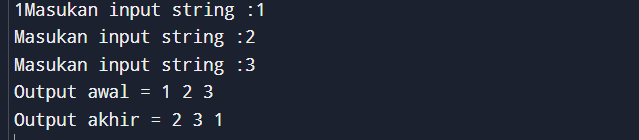 1Masukan input string :1
Masukan input string :2
Masukan input string :3
Output awal = 1 2 3
Output akhir = 2 3 1